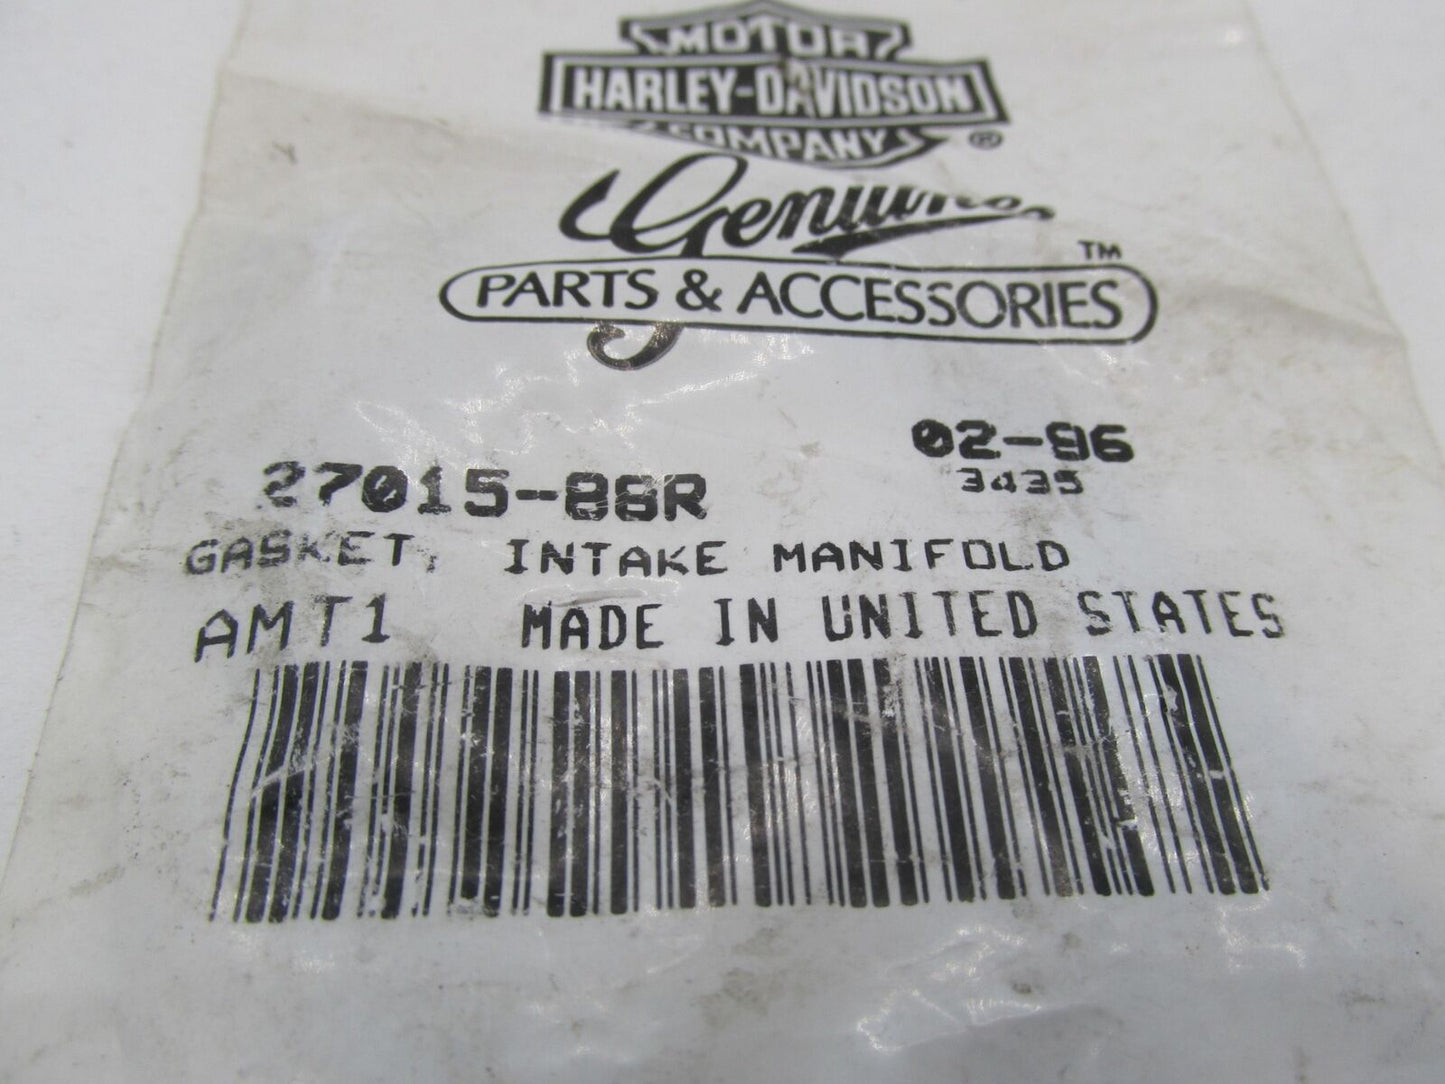 MOTOR
HARLEY-DAVIDSON
COMPANY ®
Genuine
TM
PARTS & ACCESSORIES
02-96
27015-88R
3435
GASKET, INTAKE MANIFOLD
AMT1 MADE IN UNITED STATES